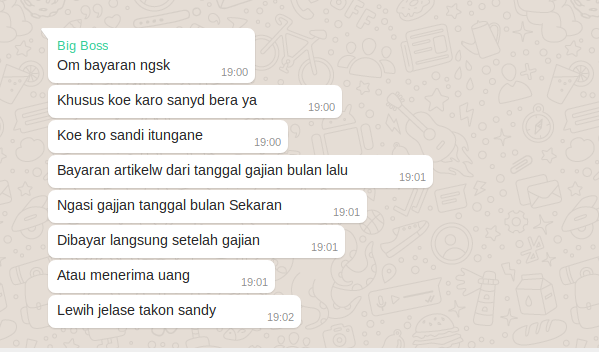 Big Boss
Om bayaran ngsk
19:00
Khusus koe karo sanyd bera ya
19:00
Koe kro sandi itungane
19:00
Bayaran artikelw dari tanggal gajian bulan lalu
19:01
Ngasi gajjan tanggal bulan Sekaran
19:01
Dibayar langsung setelah gajian
19:01
Atau menerima uang
19:01
Lewih jelase takon sandy
19:02